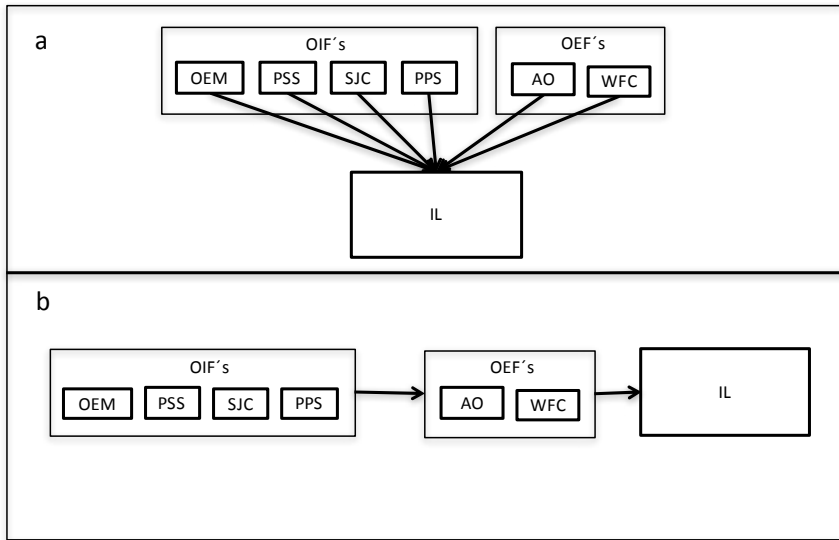 a
OIF´s
OEF's
OEM PSS SJC PPS
AO WFC
IL
b
OIF´s
OEF's
OEM PSS SJC PPS
AO WFC
IL